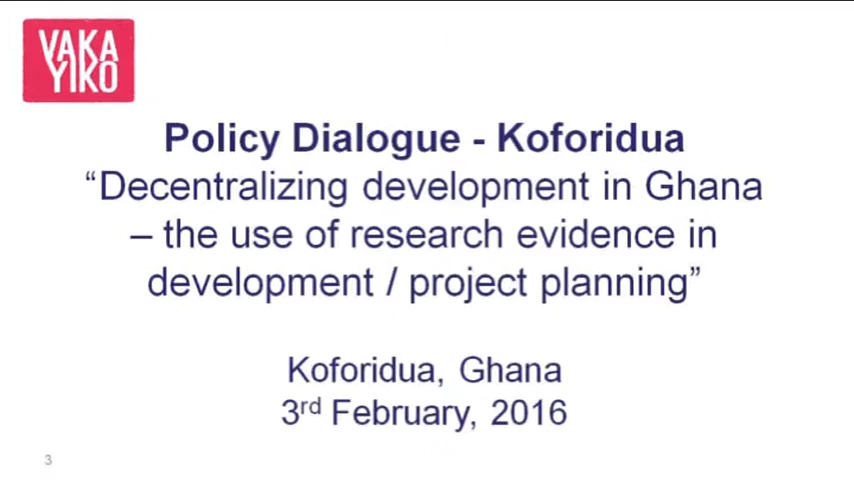 VAKA
YIKO
Policy Dialogue - Koforidua
“Decentralizing development in Ghana
– the use of research evidence in
development / project planning”
Koforidua, Ghana
3rd February, 2016
3